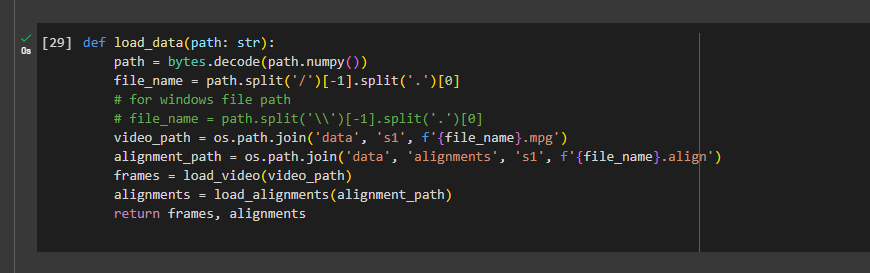 [29] def load_data(path: str):
0s
    path = bytes.decode(path.numpy())
    file_name = path.split('/')[-1].split('.')[0]
    # for windows file path
    # file_name = path.split('\\')[-1].split('.')[0]
    video_path = os.path.join('data', 's1', f'{file_name}.mpg')
    alignment_path = os.path.join('data', 'alignments', 's1', f'{file_name}.align')
    frames = load_video(video_path)
    alignments = load_alignments(alignment_path)
    return frames, alignments